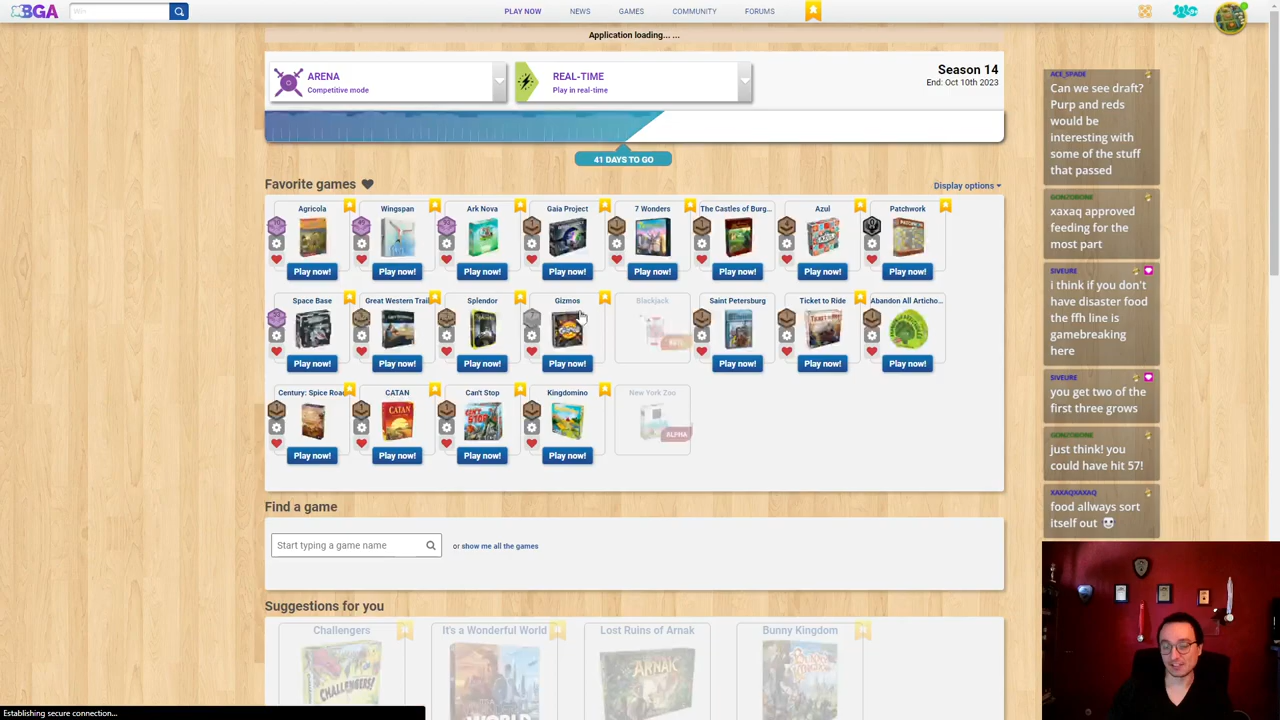 BGA
PLAY NOW
NEWS
GAMES
COMMUNITY
FORUMS
Application loading... ...
ARENA
Competitive mode
REAL-TIME
Play in real-time
Season 14
End: Oct 10th 2023
41 DAYS TO GO
Favorite games
Display options
Agricola
Wingspan
Ark Nova
Gaia Project
7 Wonders
The Castles of Burg...
Azul
Patchwork
Play now!
Play now!
Play now!
Play now!
Play now!
Play now!
Play now!
Play now!
Space Base
Great Western Trail
Splendor
Gizmos
Blackjack
Saint Petersburg
Ticket to Ride
Abandon All Articho...
Play now!
Play now!
Play now!
Play now!
Play now!
Play now!
Play now!
Century: Spice Road
CATAN
Can't Stop
Kingdomino
New York Zoo
ALPHA
Play now!
Play now!
Play now!
Play now!
Find a game
Start typing a game name
or show me all the games
Suggestions for you
Challengers
It's a Wonderful World
Lost Ruins of Arnak
Bunny Kingdom
ACE_SPADE
Can we see draft?
Purp and reds
would be
interesting with
some of the stuff
that passed
GONZOBONE
xaxaq approved
feeding for the
most part
SIVEURE
i think if you don't
have disaster food
the ffh line is
gamebreaking
here
SIVEURE
you get two of the
first three grows
GONZOBONE
just think! you
could have hit 57!
XAXAQXAXAQ
food allways sort
itself out
Establishing secure connection...